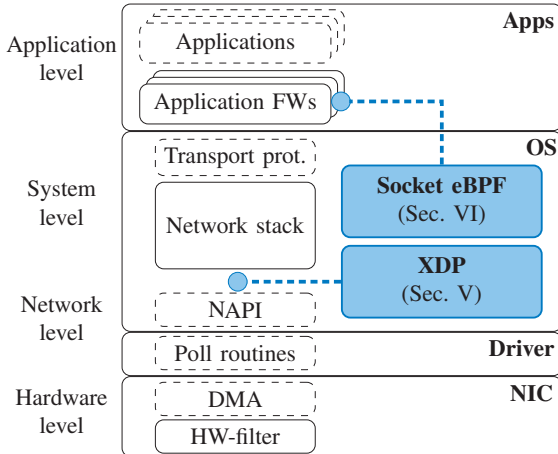 Application
level
Apps
Applications
Application FWs
System
level
OS
Transport prot.
Network stack
Socket eBPF
(Sec. VI)
XDP
(Sec. V)
Network
level
NAPI
Poll routines
Driver
Hardware
level
NIC
DMA
HW-filter